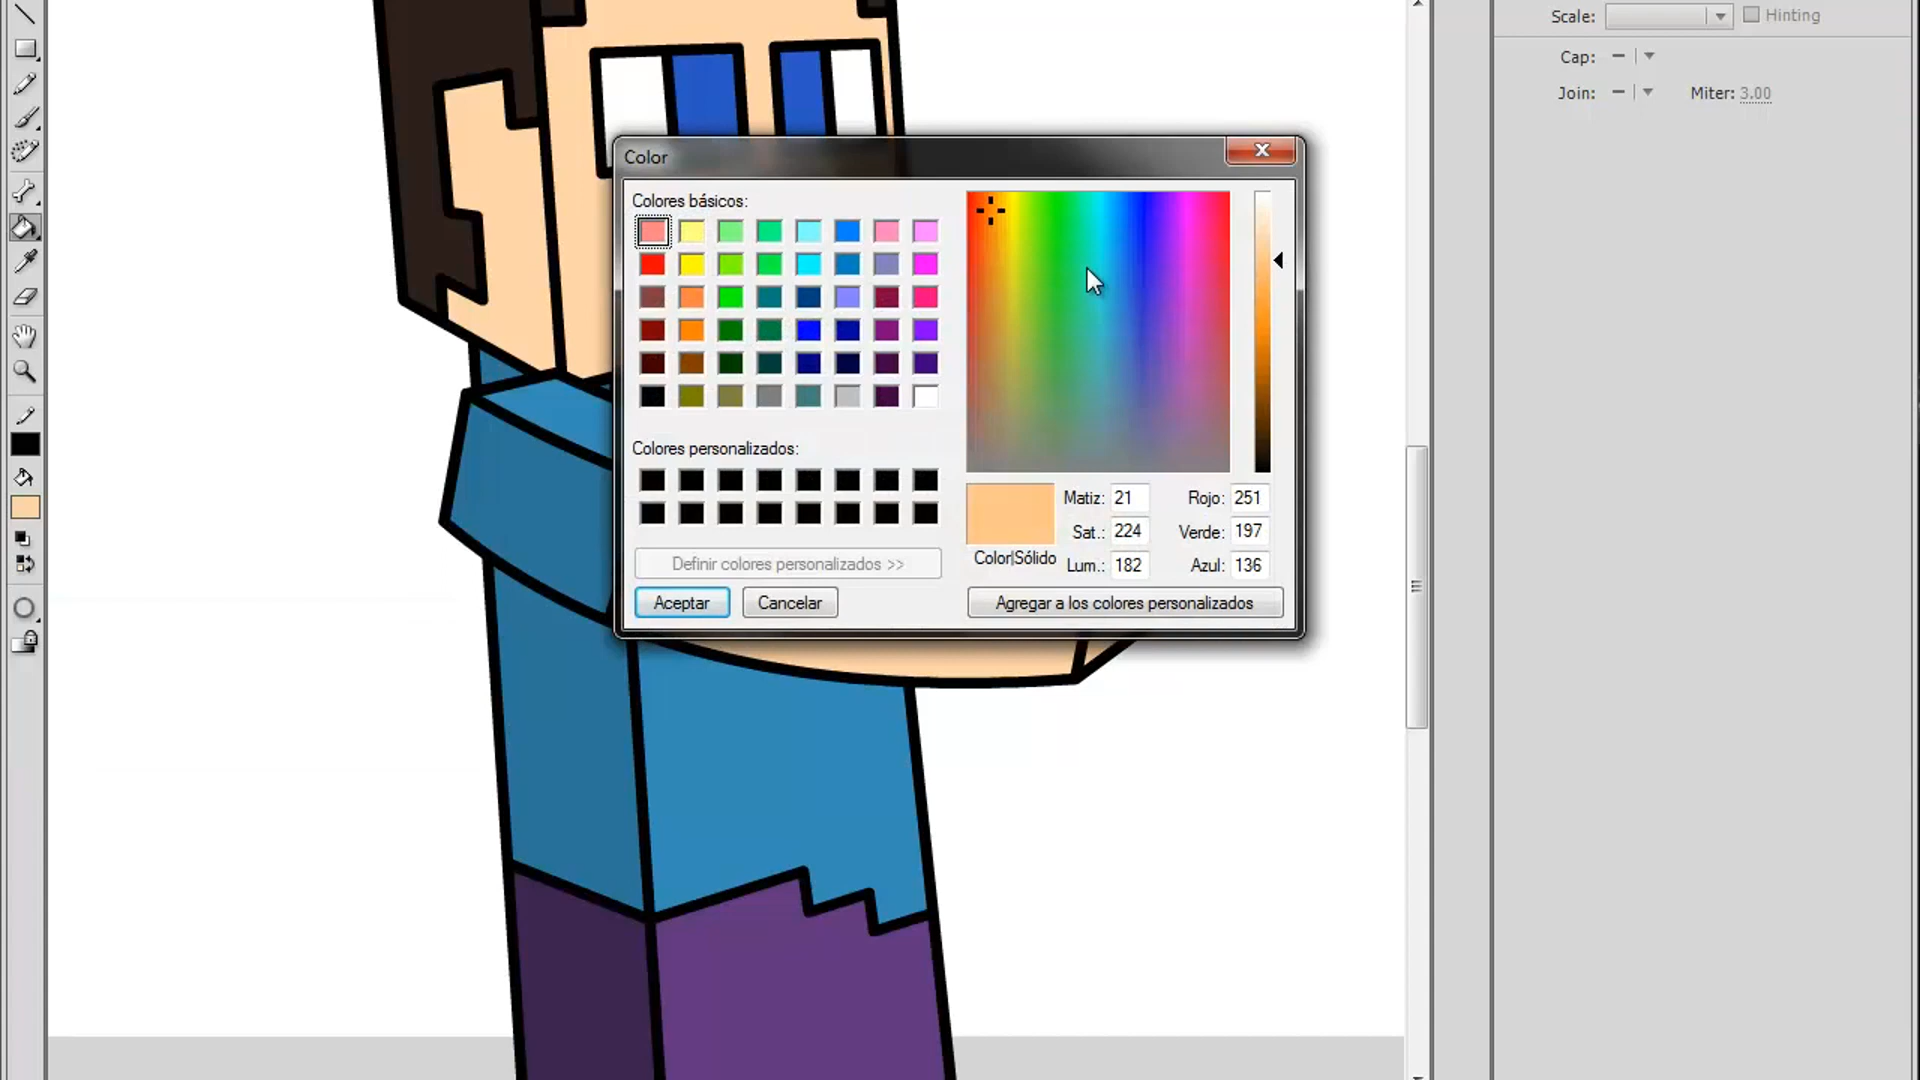 Scale:
Hinting
Cap:
Join:
Miter: 3.00
Color
Colores básicos:
Colores personalizados:
Definir colores personalizados >>
Aceptar
Cancelar
Color|Sólido
Matiz: 21
Sat.: 224
Lum.: 182
Rojo: 251
Verde: 197
Azul: 136
Agregar a los colores personalizados